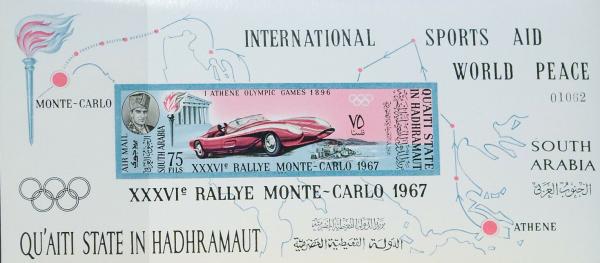 INTERNATIONAL SPORTS AID
WORLD PEACE
01062
MONTE-CARLO
I ATHENE OLYMPIC GAMES 1896
AIR MAIL
SOUTH ARABIA
75
FILS
٧٥
فلسا
QU'AITI STATE
IN HADHRAMAUT
XXXVIᵉ RALLYE MONTE-CARLO 1967
SOUTH
ARABIA
الجنوب العربي
XXXVIᵉ RALLYE MONTE-CARLO 1967
ATHENE
QU'AITI STATE IN HADHRAMAUT
الدولة القعيطية الحضرمية